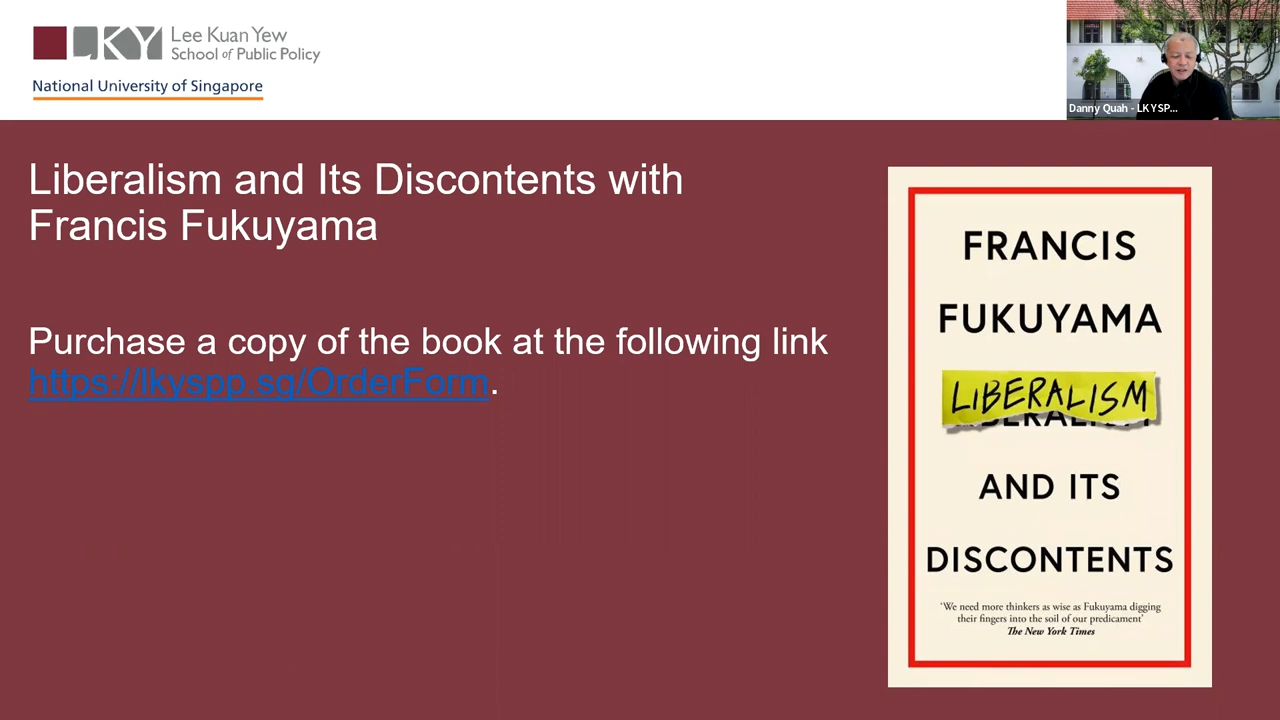 LKY
Lee Kuan Yew
School of Public Policy
National University of Singapore
Danny Quah - LKYSP...
Liberalism and Its Discontents with
Francis Fukuyama
Purchase a copy of the book at the following link
https://lkyspp.sg/OrderForm.
FRANCIS
FUKUYAMA
LIBERALISM
LIBERALISM
AND ITS
DISCONTENTS
‘We need more thinkers as wise as Fukuyama digging
their fingers into the soil of our predicament’
The New York Times